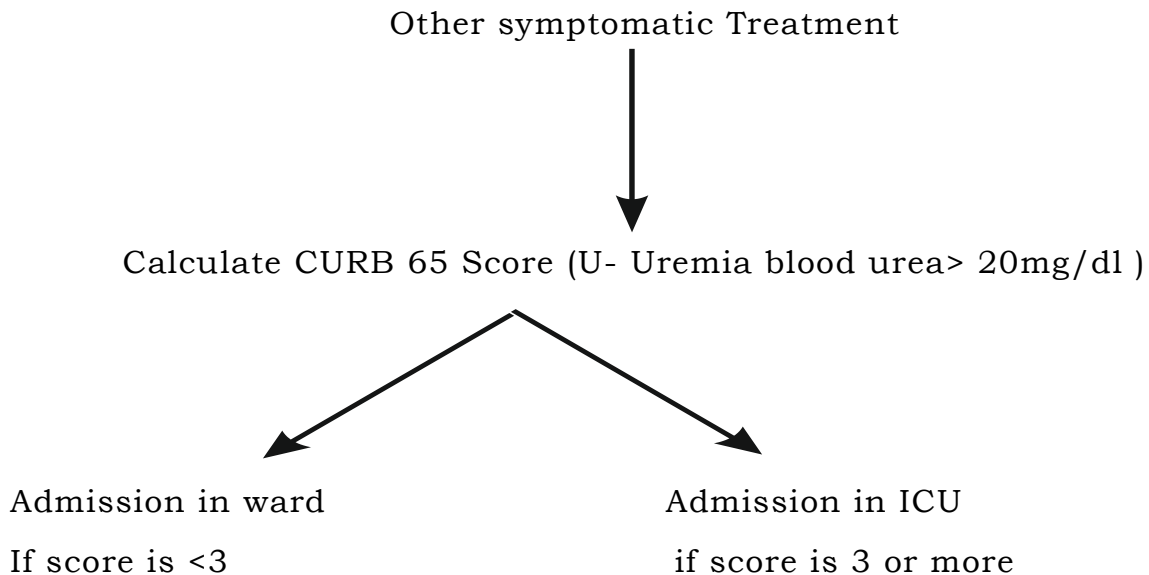 Other symptomatic Treatment
Calculate CURB 65 Score (U- Uremia blood urea> 20mg/dl )
Admission in ward
If score is <3
Admission in ICU
if score is 3 or more